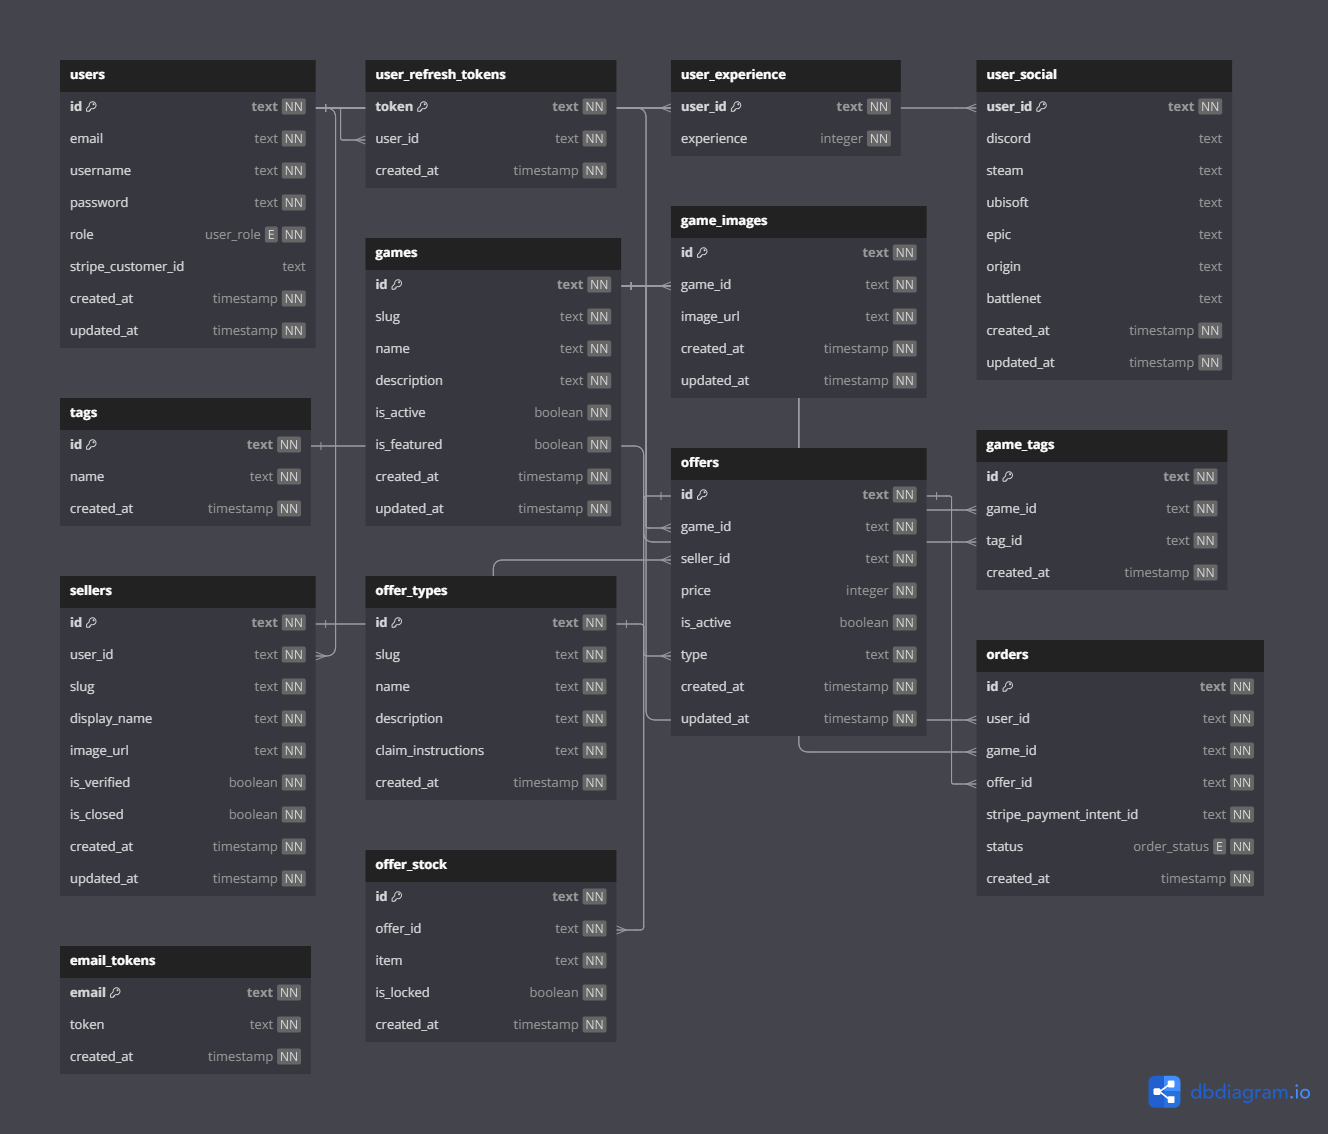 users
id text NN
email text NN
username text NN
password text NN
role user_role E NN
stripe_customer_id text
created_at timestamp NN
updated_at timestamp NN
user_refresh_tokens
token text NN
user_id text NN
created_at timestamp NN
user_experience
user_id text NN
experience integer NN
user_social
user_id text NN
discord text
steam text
ubisoft text
epic text
origin text
battlenet text
created_at timestamp NN
updated_at timestamp NN
games
id text NN
slug text NN
name text NN
description text NN
is_active boolean NN
is_featured boolean NN
created_at timestamp NN
updated_at timestamp NN
game_images
id text NN
game_id text NN
image_url text NN
created_at timestamp NN
updated_at timestamp NN
tags
id text NN
name text NN
created_at timestamp NN
offers
id text NN
game_id text NN
seller_id text NN
price integer NN
is_active boolean NN
type text NN
created_at timestamp NN
updated_at timestamp NN
game_tags
id text NN
game_id text NN
tag_id text NN
created_at timestamp NN
sellers
id text NN
user_id text NN
slug text NN
display_name text NN
image_url text NN
is_verified boolean NN
is_closed boolean NN
created_at timestamp NN
updated_at timestamp NN
offer_types
id text NN
slug text NN
name text NN
description text NN
claim_instructions text NN
created_at timestamp NN
orders
id text NN
user_id text NN
game_id text NN
offer_id text NN
stripe_payment_intent_id text NN
status order_status E NN
created_at timestamp NN
offer_stock
id text NN
offer_id text NN
item text NN
is_locked boolean NN
created_at timestamp NN
email_tokens
email text NN
token text NN
created_at timestamp NN
dbdiagram.io